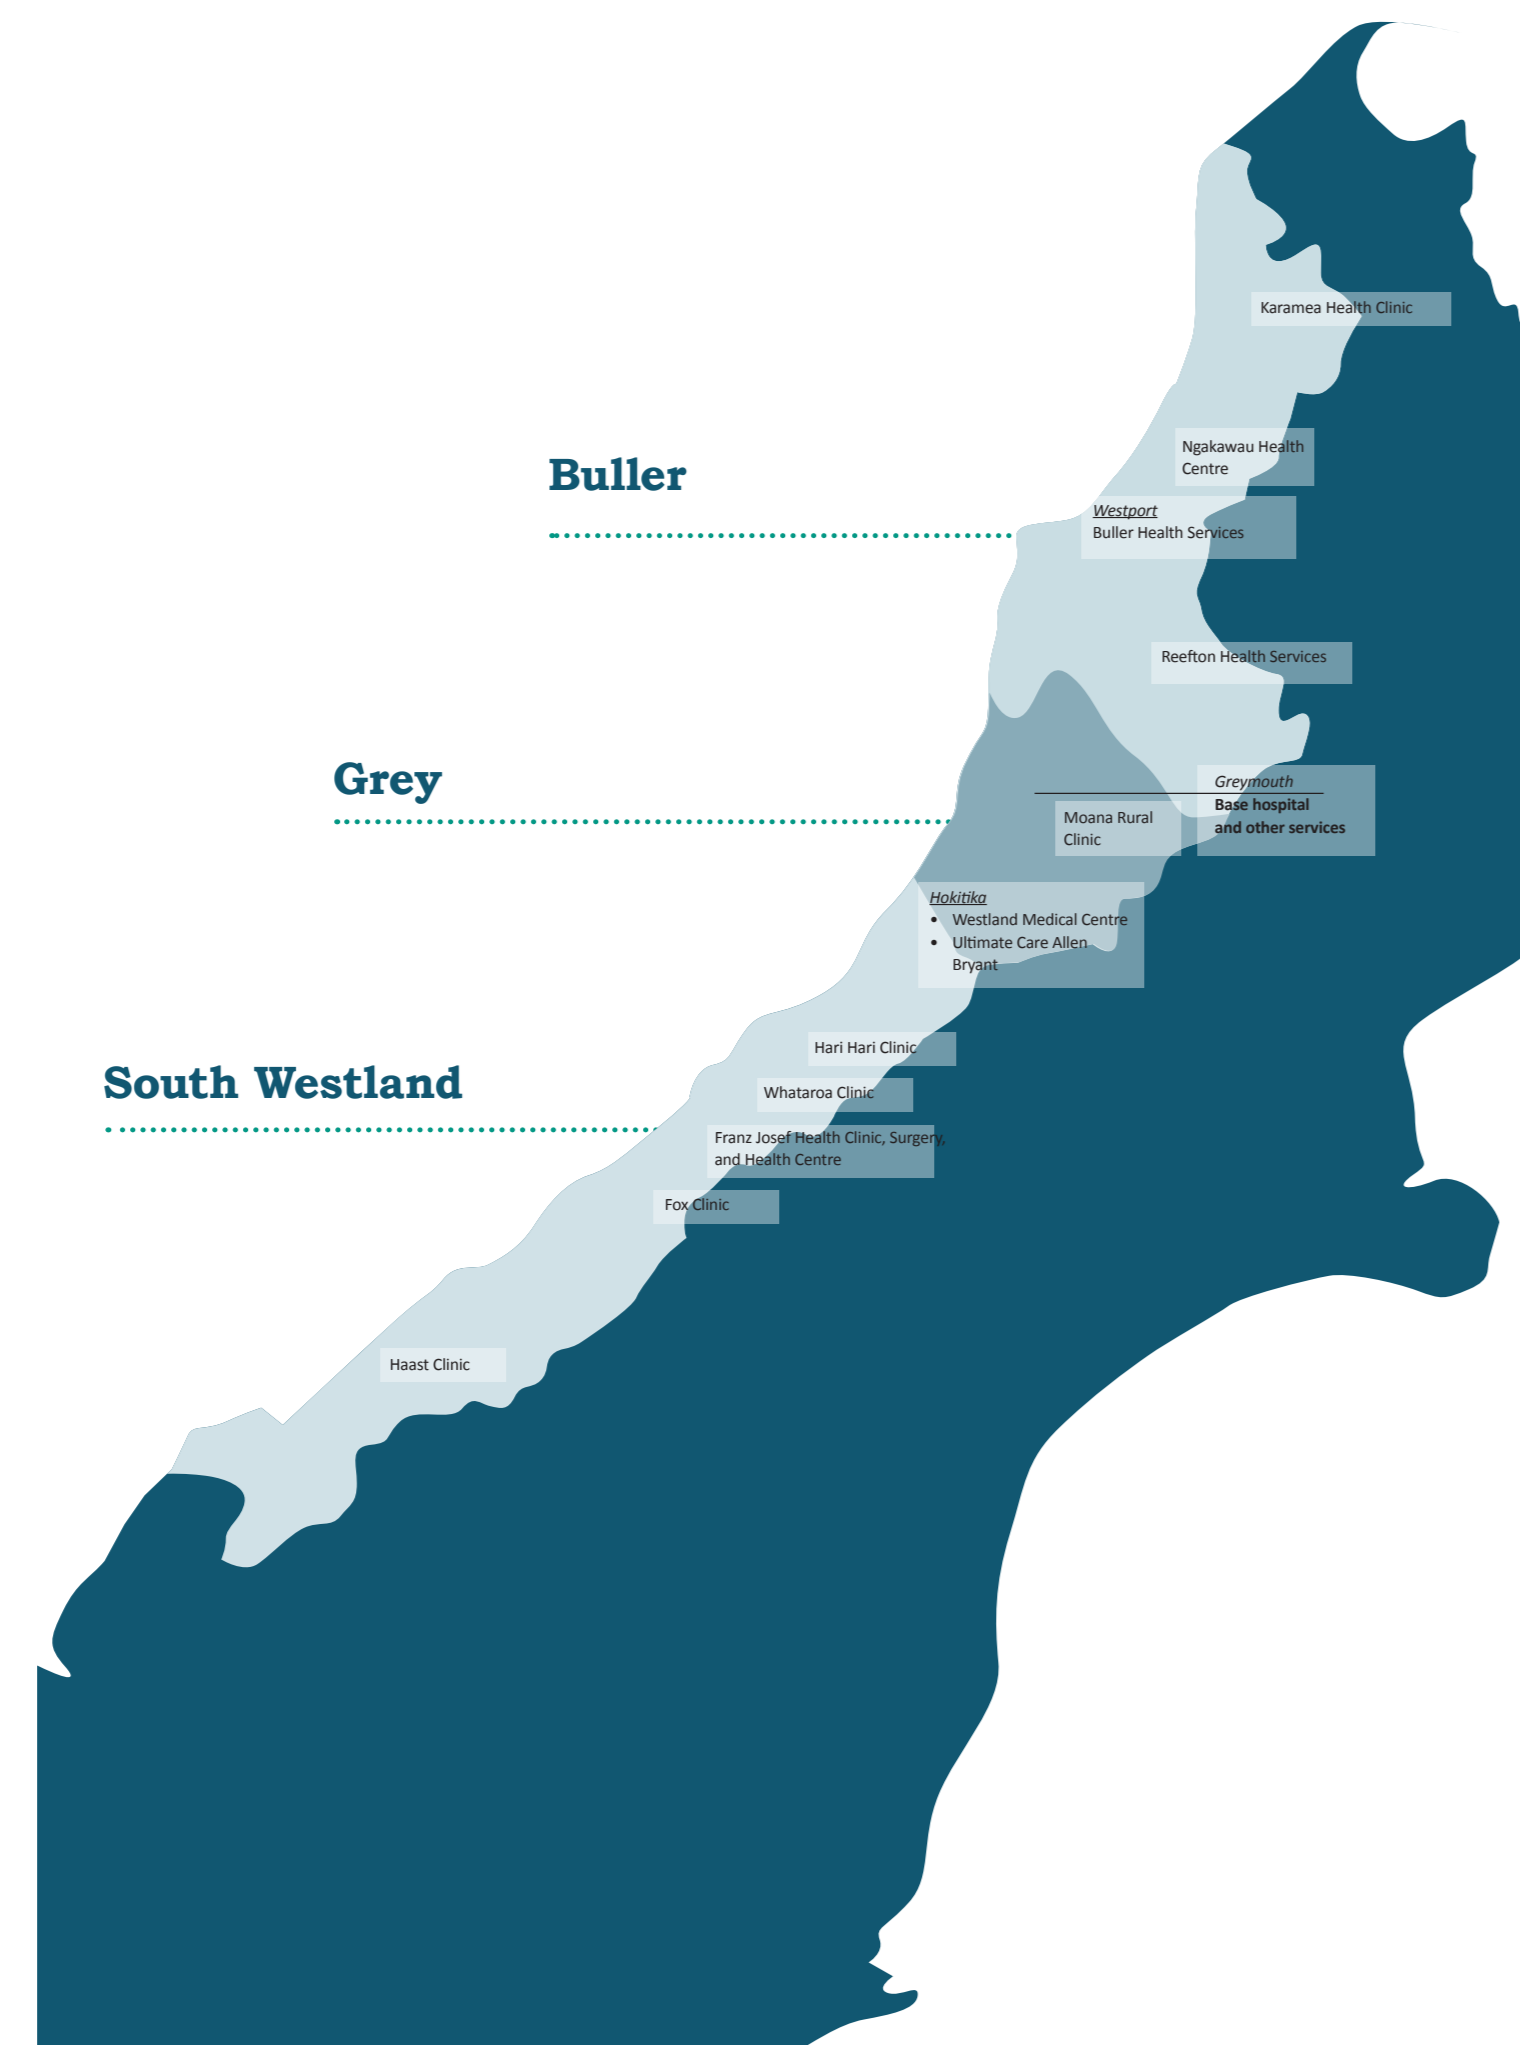 Karamea Health Clinic
Ngakawau Health
Centre
Buller
Westport
Buller Health Services
Reefton Health Services
Grey
Greymouth
Base hospital
and other services
Moana Rural
Clinic
Hokitika
• Westland Medical Centre
• Ultimate Care Allen
Bryant
Hari Hari Clinic
South Westland
Whataroa Clinic
Franz Josef Health Clinic, Surgery,
and Health Centre
Fox Clinic
Haast Clinic